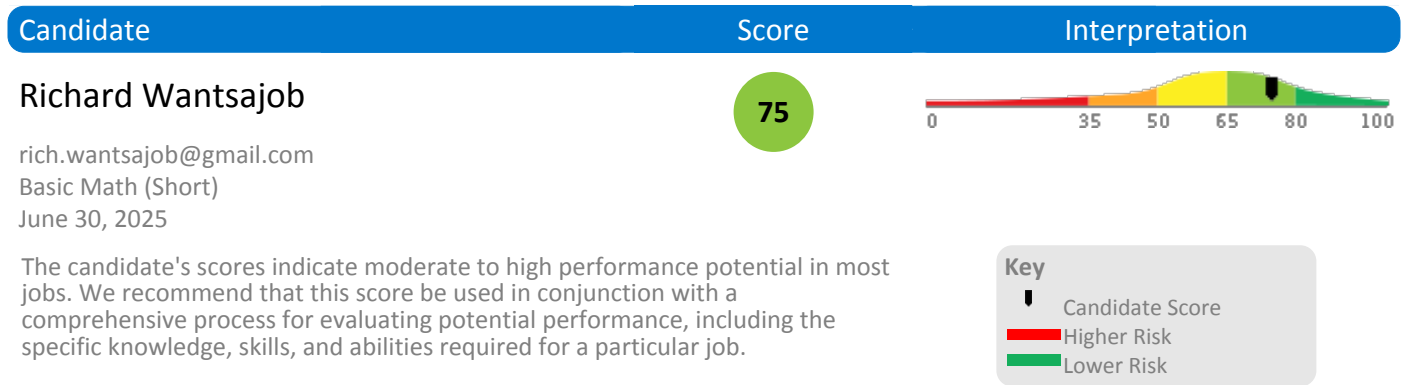 Candidate Score Interpretation
Richard Wantsajob
75
0 35 50 65 80 100
rich.wantsajob@gmail.com
Basic Math (Short)
June 30, 2025
The candidate's scores indicate moderate to high performance potential in most
jobs. We recommend that this score be used in conjunction with a
comprehensive process for evaluating potential performance, including the
specific knowledge, skills, and abilities required for a particular job.
Key
Candidate Score
Higher Risk
Lower Risk